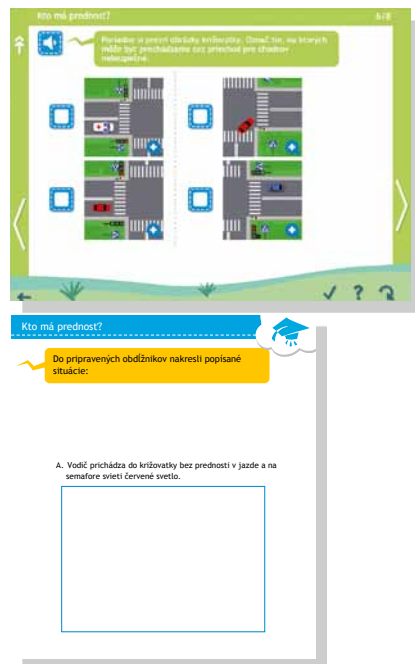 Kto má prednosť?
6/8
Poriadne si prezri obrázky križovatky. Označ tie, na ktorých
môže byť prechádzanie cez priechod pre chodcov
nebezpečné.
Kto má prednosť?
Do pripravených obdĺžnikov nakresli popísané
situácie:
A. Vodič prichádza do križovatky bez prednosti v jazde a na
semafore svieti červené svetlo.